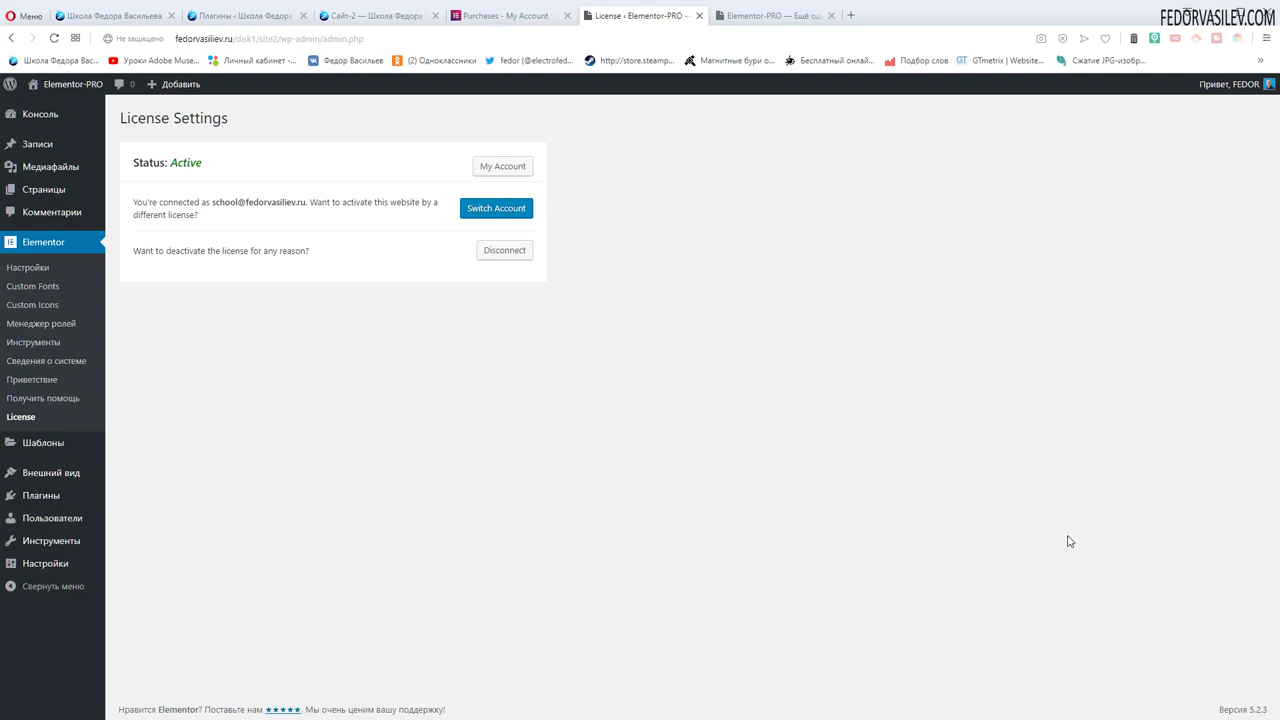 Меню
Школа Федора Васильева
Плагины ‹ Школа Федора
Сайт-2 — Школа Федора
Purchases - My Account
License ‹ Elementor-PRO —
Elementor-PRO — Ещё од
FEDORVASILEV.COM
Не защищено
fedorvasiliev.ru/disk1/site2/wp-admin/admin.php
Школа Федора Вас...
Уроки Adobe Muse...
Личный кабинет -...
Федор Васильев
(2) Одноклассники
fedor (@electrofed...
http://store.steamp...
Магнитные бури о...
Бесплатный онлай...
Подбор слов
GTmetrix | Website...
Сжатие JPG-изобр...
Elementor-PRO
0
Добавить
Привет, FEDOR
Консоль
Записи
Медиафайлы
Страницы
Комментарии
Elementor
Настройки
Custom Fonts
Custom Icons
Менеджер ролей
Инструменты
Сведения о системе
Приветствие
Получить помощь
License
Шаблоны
Внешний вид
Плагины
Пользователи
Инструменты
Настройки
Свернуть меню
License Settings
Status: Active
My Account
You're connected as school@fedorvasiliev.ru. Want to activate this website by a
different license?
Switch Account
Want to deactivate the license for any reason?
Disconnect
Нравится Elementor? Поставьте нам ★★★★★. Мы очень ценим вашу поддержку!
Версия 5.2.3